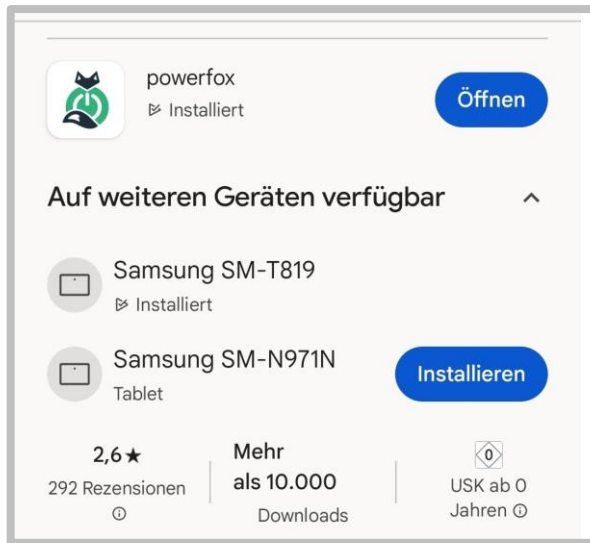 powerfox
Installiert
Öffnen
Auf weiteren Geräten verfügbar
Samsung SM-T819
Installiert
Samsung SM-N971N
Tablet
Installieren
2,6★
292 Rezensionen
Mehr
als 10.000
Downloads
0
USK ab 0
Jahren